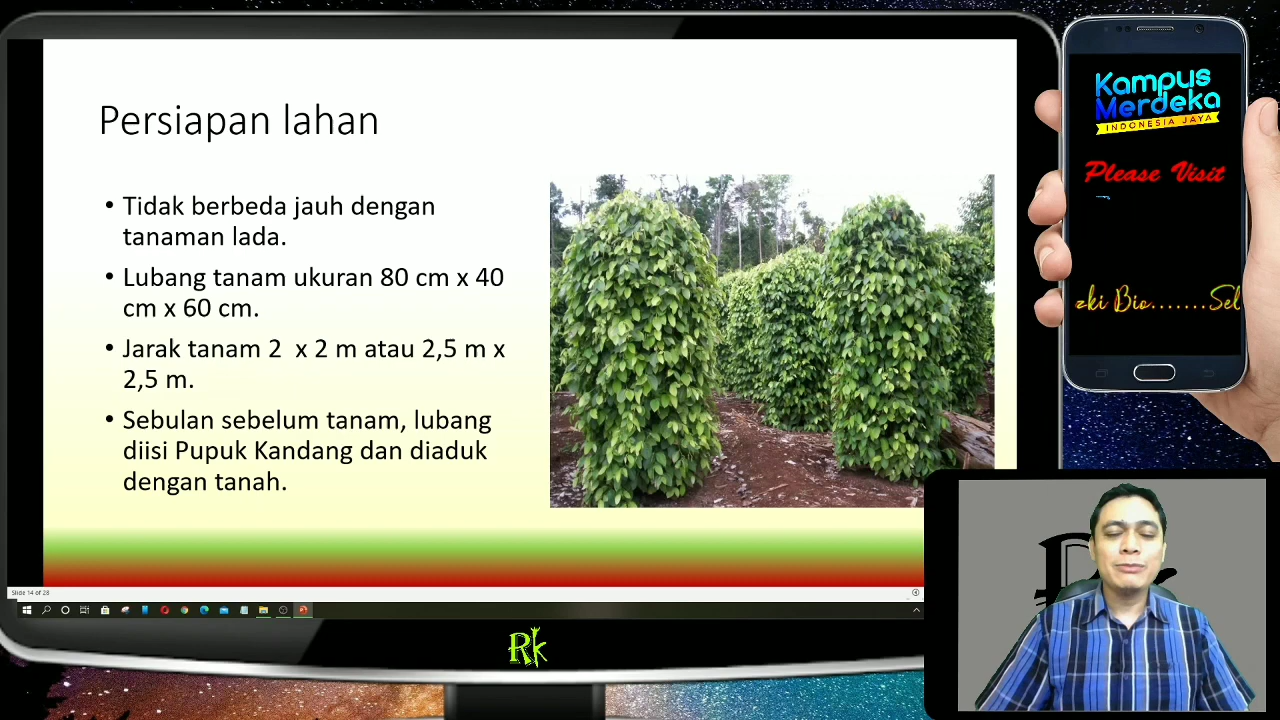 Persiapan lahan
• Tidak berbeda jauh dengan
tanaman lada.
• Lubang tanam ukuran 80 cm x 40
cm x 60 cm.
• Jarak tanam 2 x 2 m atau 2,5 m x
2,5 m.
• Sebulan sebelum tanam, lubang
diisi Pupuk Kandang dan diaduk
dengan tanah.
Slide 14 of 28
Rk
Kampus
Merdeka
INDONESIA JAYA
Please Visit
zki Bio.......Sel